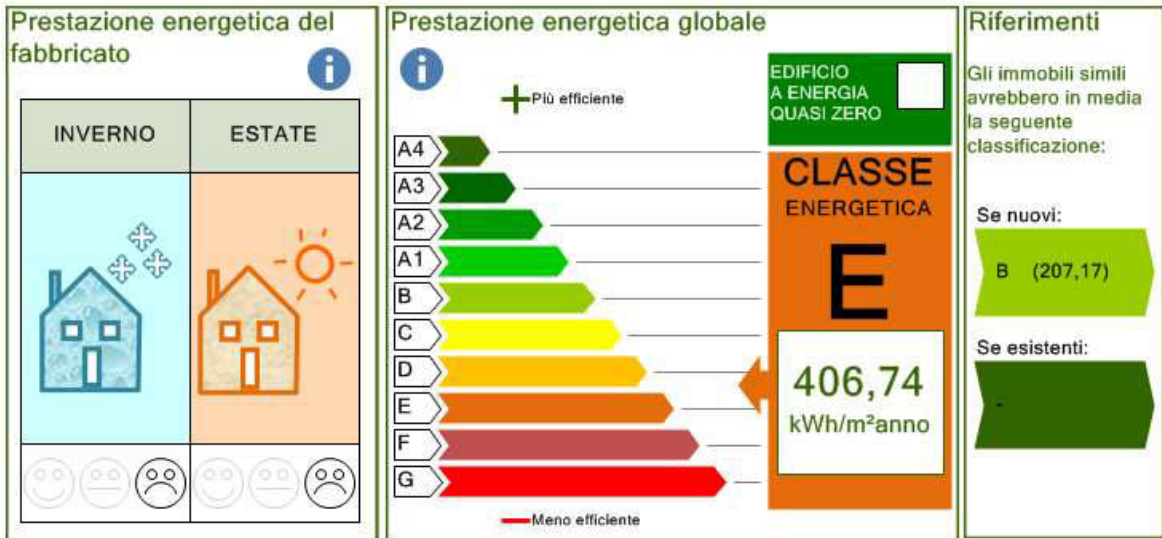 Prestazione energetica del
fabbricato
i
INVERNO
ESTATE
Prestazione energetica globale
i
Più efficiente
A4
A3
A2
A1
B
C
D
E
F
G
Meno efficiente
EDIFICIO
A ENERGIA
QUASI ZERO
CLASSE
ENERGETICA
E
406,74
kWh/m²anno
Riferimenti
Gli immobili simili
avrebbero in media
la seguente
classificazione:
Se nuovi:
B (207,17)
Se esistenti:
-